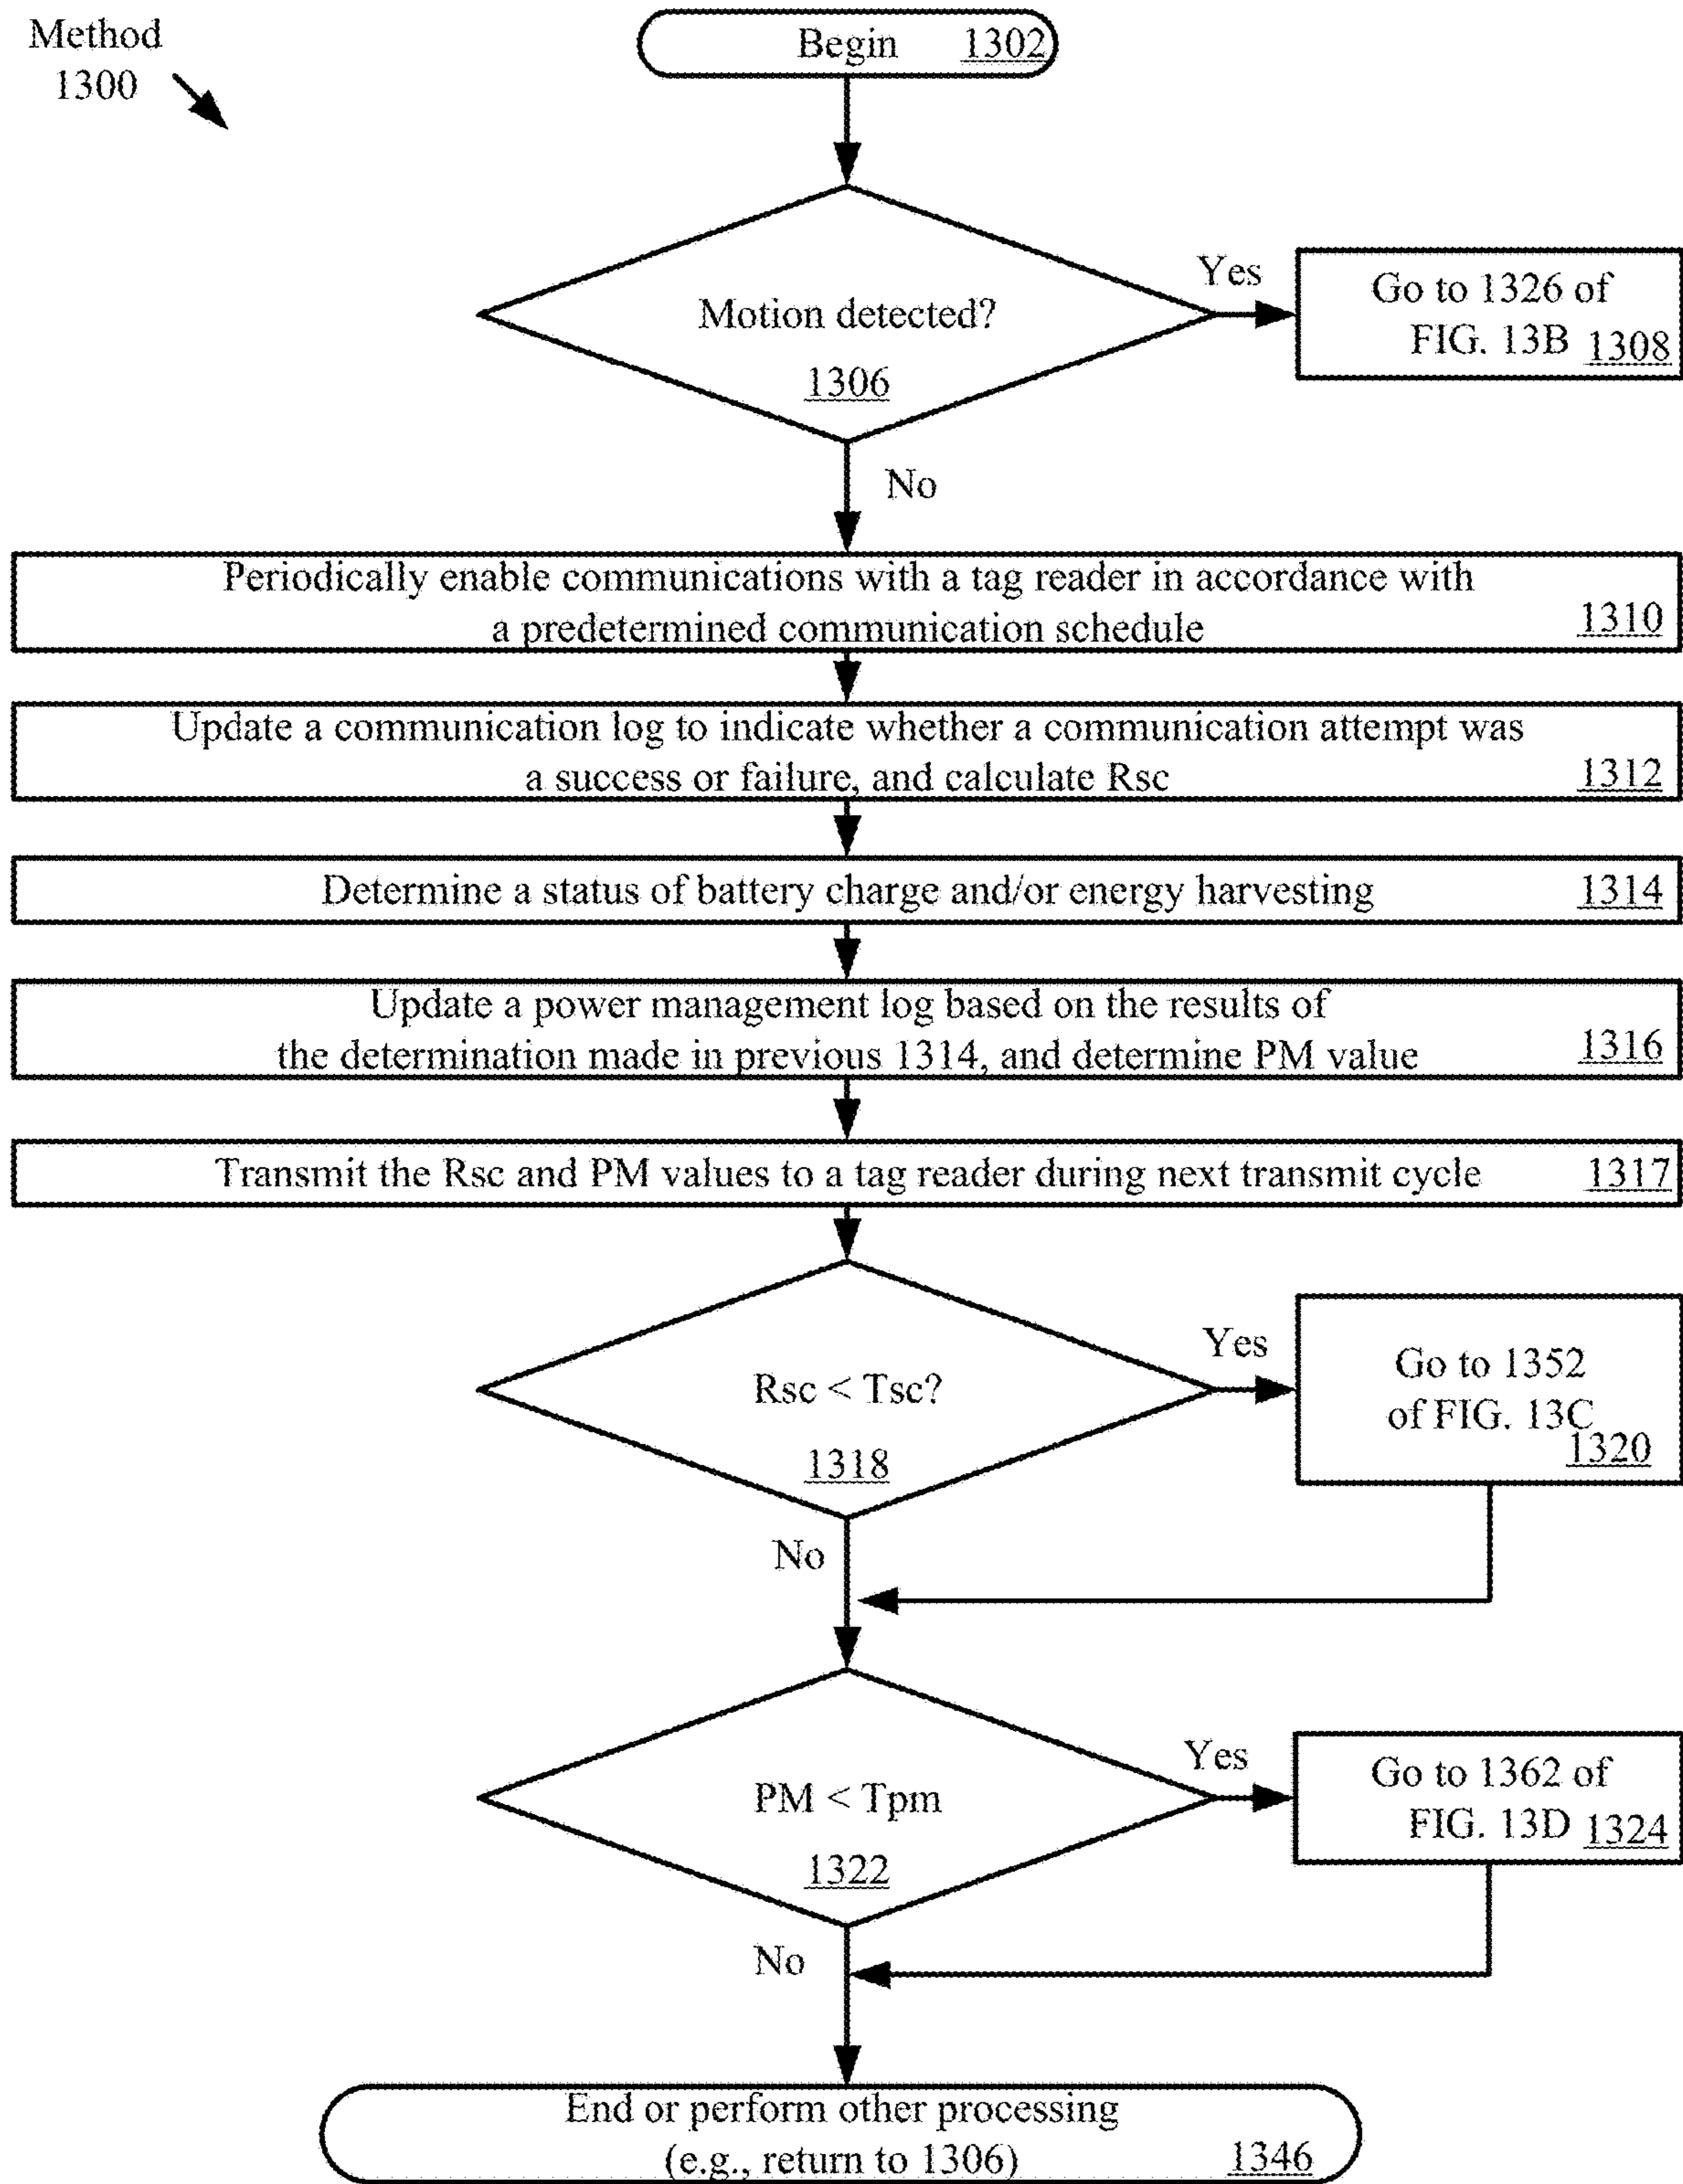 Method
1300
Begin 1302
Motion detected?
1306
Yes
Go to 1326 of
FIG. 13B 1308
No
Periodically enable communications with a tag reader in accordance with
a predetermined communication schedule 1310
Update a communication log to indicate whether a communication attempt was
a success or failure, and calculate Rsc 1312
Determine a status of battery charge and/or energy harvesting 1314
Update a power management log based on the results of
the determination made in previous 1314, and determine PM value 1316
Transmit the Rsc and PM values to a tag reader during next transmit cycle 1317
Rsc < Tsc?
1318
Yes
Go to 1352
of FIG. 13C
1320
No
PM < Tpm
1322
Yes
Go to 1362 of
FIG. 13D 1324
No
End or perform other processing
(e.g., return to 1306) 1346